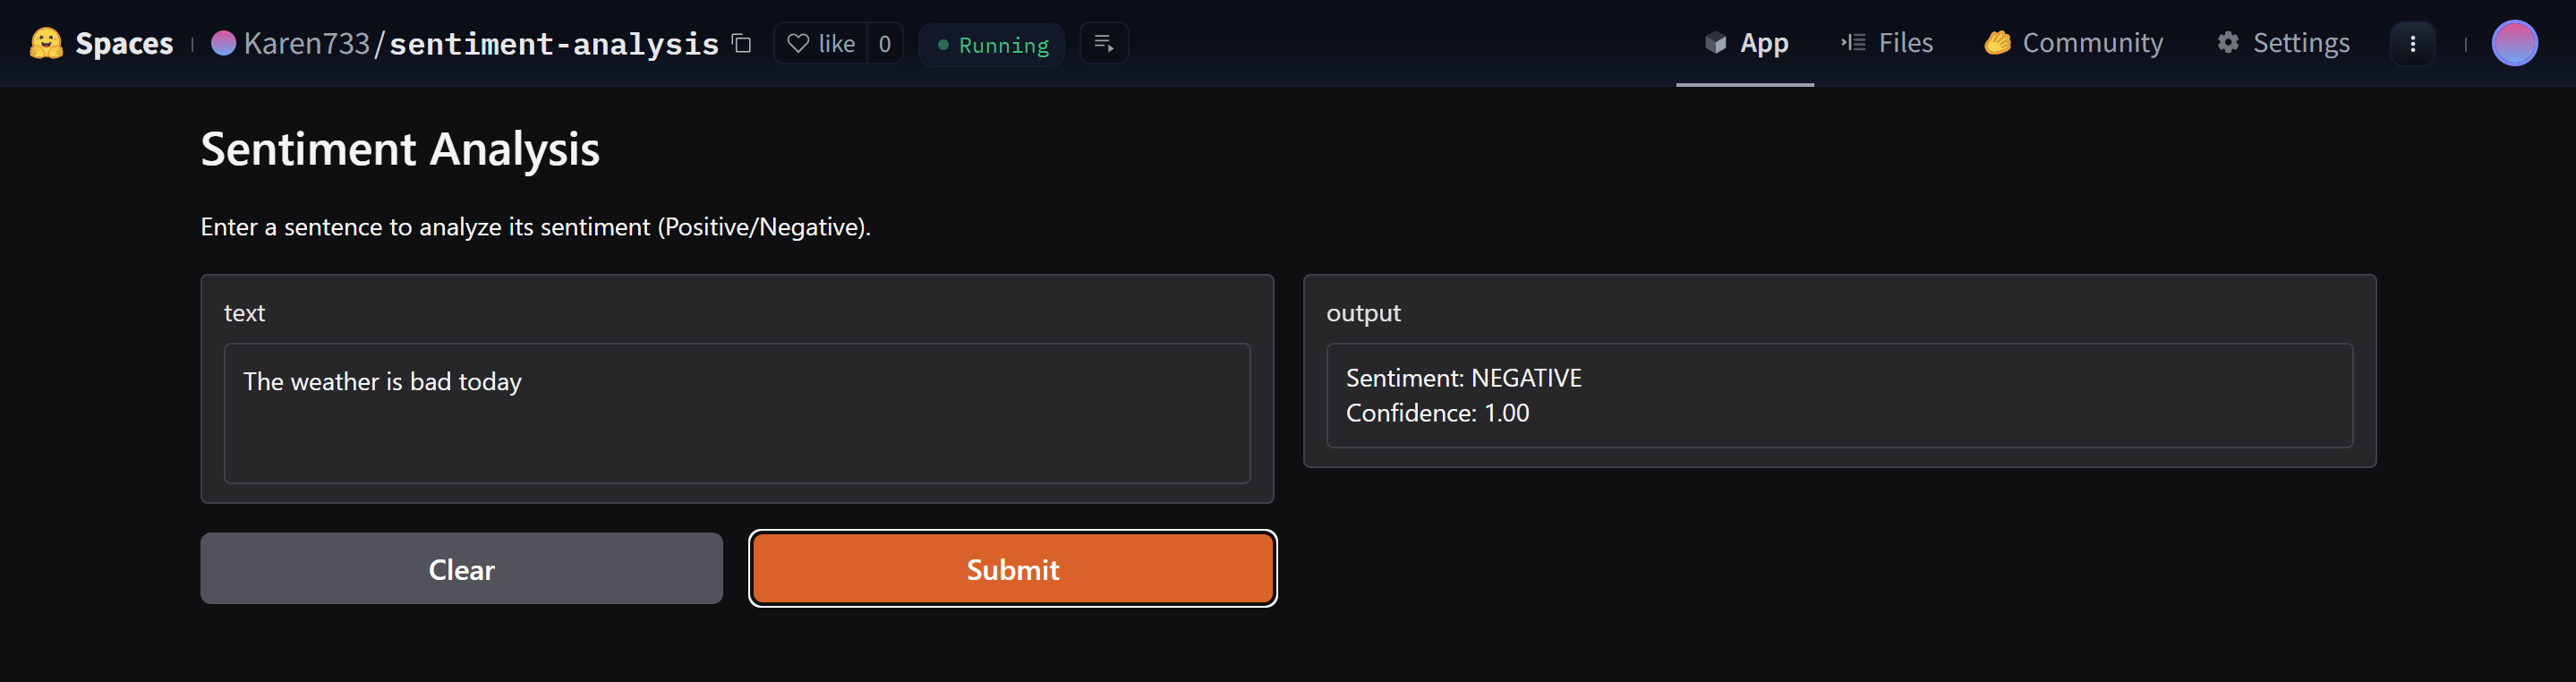 Spaces Karen733/sentiment-analysis like 0 Running App Files Community Settings
Sentiment Analysis
Enter a sentence to analyze its sentiment (Positive/Negative).
text
The weather is bad today
output
Sentiment: NEGATIVE
Confidence: 1.00
Clear Submit